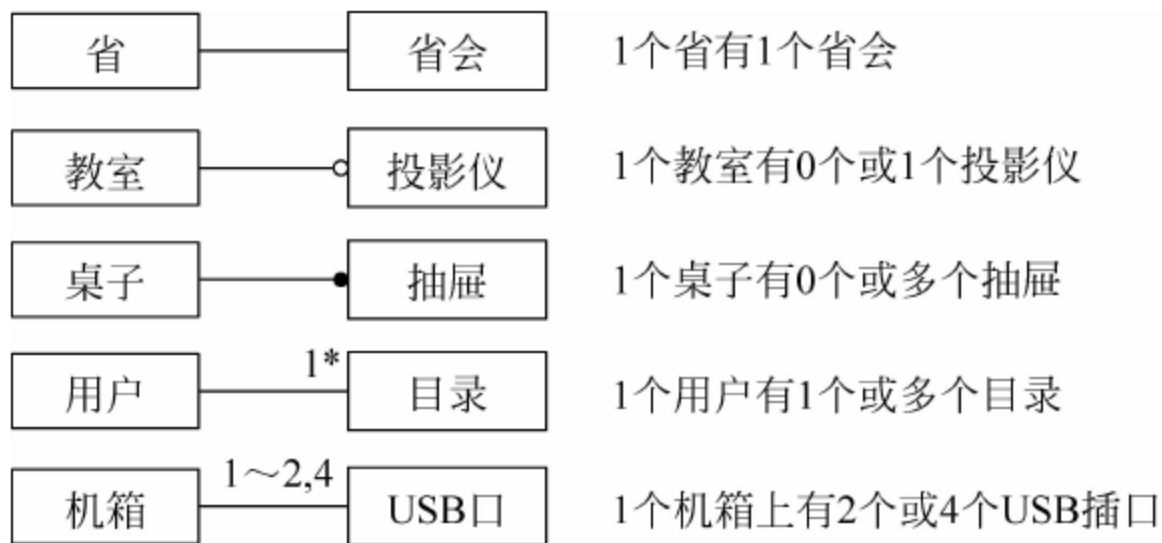 省 省会 1个省有1个省会
教室 投影仪 1个教室有0个或1个投影仪
桌子 抽屉 1个桌子有0个或多个抽屉
用户 1* 目录 1个用户有1个或多个目录
机箱 1～2,4 USB口 1个机箱上有2个或4个USB插口